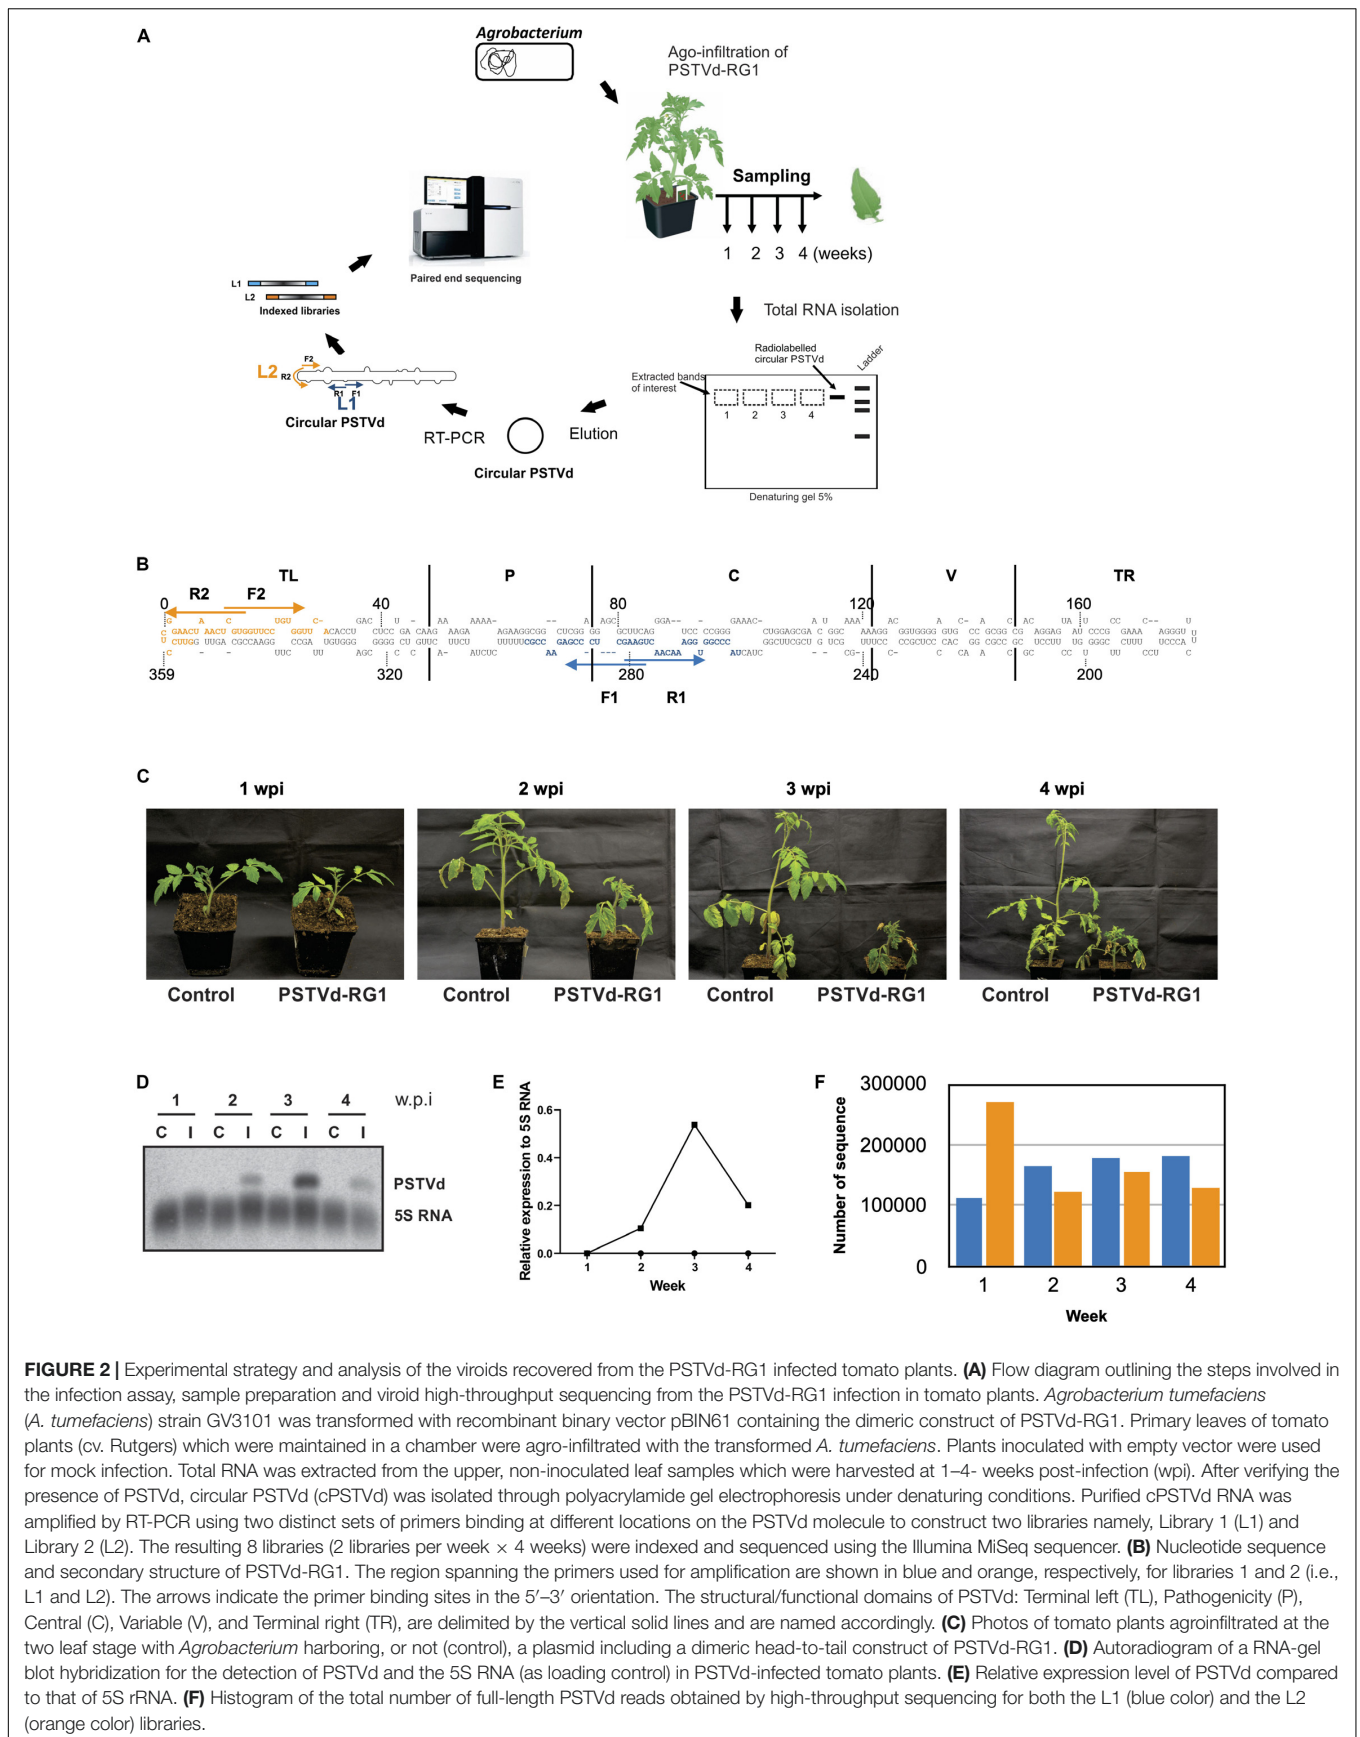 A
Agrobacterium
Ago-infiltration of
PSTVd-RG1
Sampling
1 2 3 4 (weeks)
Paired end sequencing
L1
L2
Indexed libraries
Total RNA isolation
Radiolabelled
circular PSTVd
Ladder
Extracted bands
of interest
1 2 3 4
Denaturing gel 5%
L2
F2
R2
R1 F1
L1
Circular PSTVd
RT-PCR
Circular PSTVd
Elution
B
TL P C V TR
R2 F2
0 40 80 120 160
359 320 280 240 200
F1 R1
C
1 wpi 2 wpi 3 wpi 4 wpi
Control PSTVd-RG1 Control PSTVd-RG1 Control PSTVd-RG1 Control PSTVd-RG1
D
1 2 3 4 w.p.i
C I C I C I C I
PSTVd
5S RNA
E
Relative expression to 5S RNA
0.6
0.4
0.2
0.0
1 2 3 4
Week
F
Number of sequence
300000
200000
100000
0
1 2 3 4
Week
FIGURE 2 | Experimental strategy and analysis of the viroids recovered from the PSTVd-RG1 infected tomato plants. (A) Flow diagram outlining the steps involved in
the infection assay, sample preparation and viroid high-throughput sequencing from the PSTVd-RG1 infection in tomato plants. Agrobacterium tumefaciens
(A. tumefaciens) strain GV3101 was transformed with recombinant binary vector pBIN61 containing the dimeric construct of PSTVd-RG1. Primary leaves of tomato
plants (cv. Rutgers) which were maintained in a chamber were agro-infiltrated with the transformed A. tumefaciens. Plants inoculated with empty vector were used
for mock infection. Total RNA was extracted from the upper, non-inoculated leaf samples which were harvested at 1–4- weeks post-infection (wpi). After verifying the
presence of PSTVd, circular PSTVd (cPSTVd) was isolated through polyacrylamide gel electrophoresis under denaturing conditions. Purified cPSTVd RNA was
amplified by RT-PCR using two distinct sets of primers binding at different locations on the PSTVd molecule to construct two libraries namely, Library 1 (L1) and
Library 2 (L2). The resulting 8 libraries (2 libraries per week × 4 weeks) were indexed and sequenced using the Illumina MiSeq sequencer. (B) Nucleotide sequence
and secondary structure of PSTVd-RG1. The region spanning the primers used for amplification are shown in blue and orange, respectively, for libraries 1 and 2 (i.e.,
L1 and L2). The arrows indicate the primer binding sites in the 5′–3′ orientation. The structural/functional domains of PSTVd: Terminal left (TL), Pathogenicity (P),
Central (C), Variable (V), and Terminal right (TR), are delimited by the vertical solid lines and are named accordingly. (C) Photos of tomato plants agroinfiltrated at the
two leaf stage with Agrobacterium harboring, or not (control), a plasmid including a dimeric head-to-tail construct of PSTVd-RG1. (D) Autoradiogram of a RNA-gel
blot hybridization for the detection of PSTVd and the 5S RNA (as loading control) in PSTVd-infected tomato plants. (E) Relative expression level of PSTVd compared
to that of 5S rRNA. (F) Histogram of the total number of full-length PSTVd reads obtained by high-throughput sequencing for both the L1 (blue color) and the L2
(orange color) libraries.